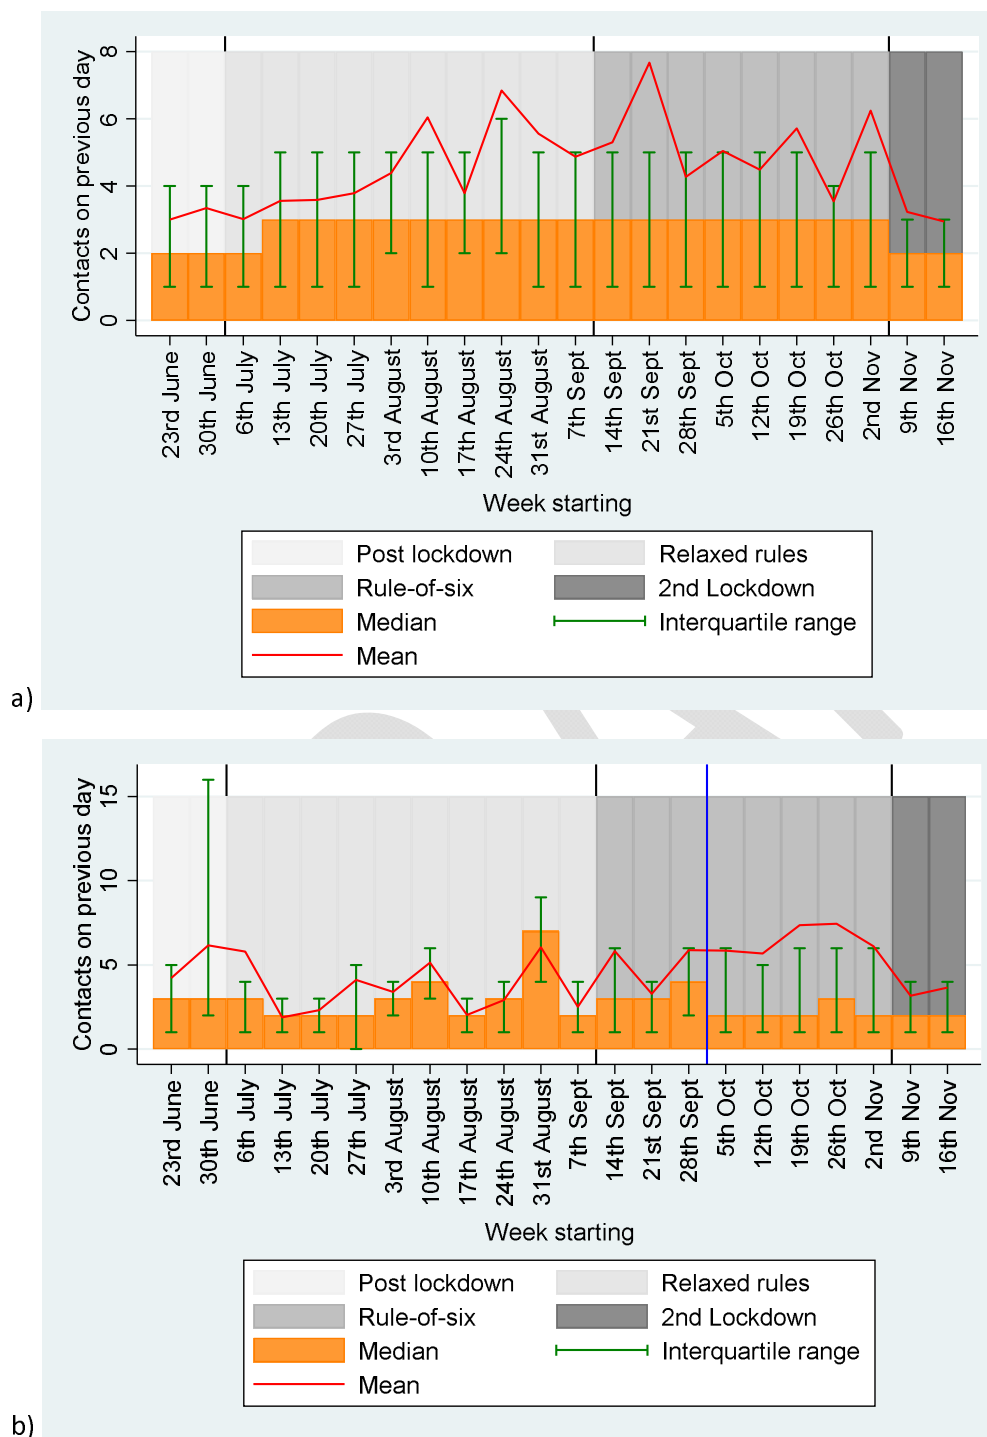 a)
Contacts on previous day
8
6
4
2
0
23rd June
30th June
6th July
13th July
20th July
27th July
3rd August
10th August
17th August
24th August
31st August
7th Sept
14th Sept
21st Sept
28th Sept
5th Oct
12th Oct
19th Oct
26th Oct
2nd Nov
9th Nov
16th Nov
Week starting
Post lockdown Relaxed rules
Rule-of-six 2nd Lockdown
Median Interquartile range
Mean
b)
Contacts on previous day
15
10
5
0
23rd June
30th June
6th July
13th July
20th July
27th July
3rd August
10th August
17th August
24th August
31st August
7th Sept
14th Sept
21st Sept
28th Sept
5th Oct
12th Oct
19th Oct
26th Oct
2nd Nov
9th Nov
16th Nov
Week starting
Post lockdown Relaxed rules
Rule-of-six 2nd Lockdown
Median Interquartile range
Mean